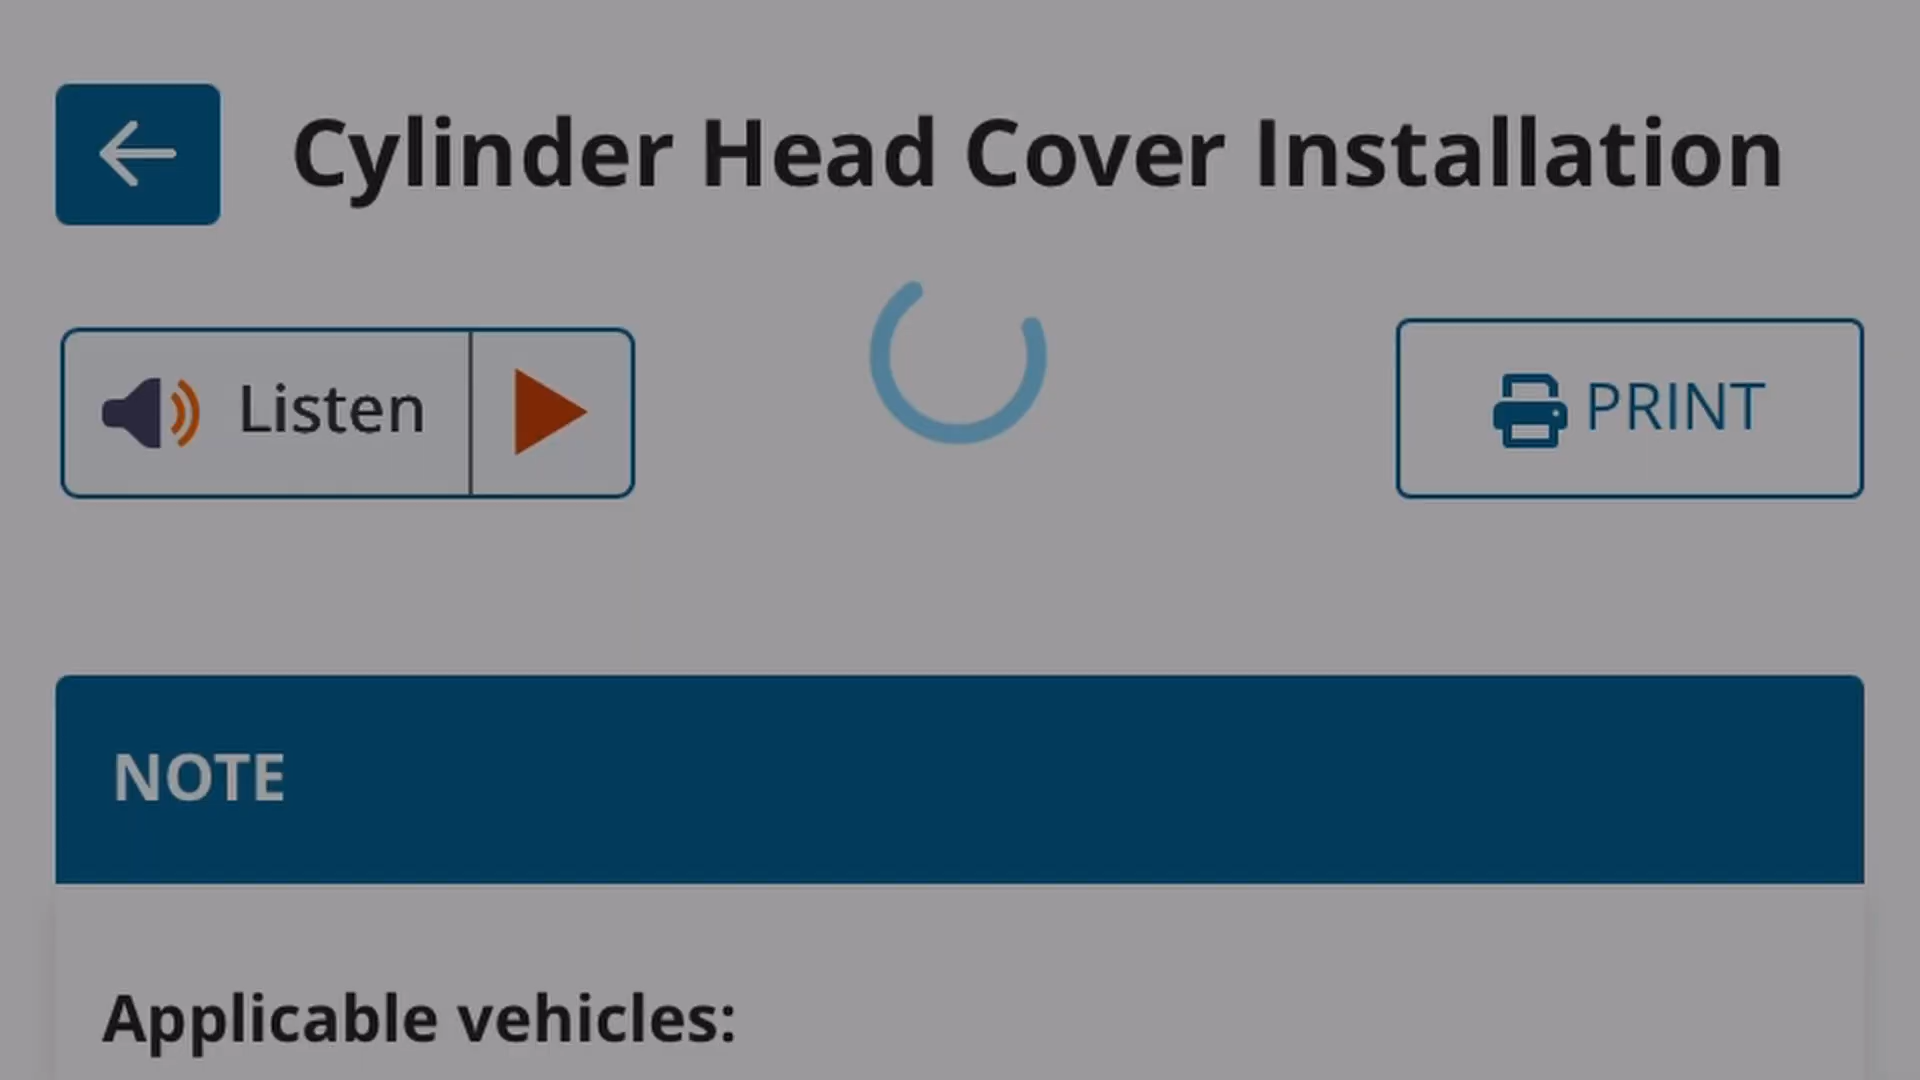 Cylinder Head Cover Installation
Listen
PRINT
NOTE
Applicable vehicles: